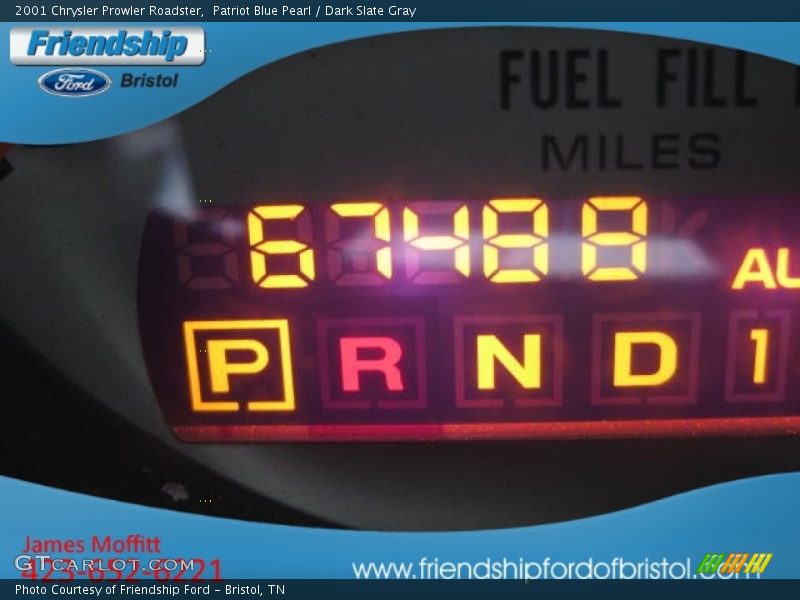 2001 Chrysler Prowler Roadster,  Patriot Blue Pearl / Dark Slate Gray
Friendship
Ford Bristol
FUEL FILL
MILES
67488
AU
P R N D 1
James Moffitt
GTCARLOT.COM
423-652-6221
www.friendshipfordofbristol.com
Photo Courtesy of Friendship Ford - Bristol, TN